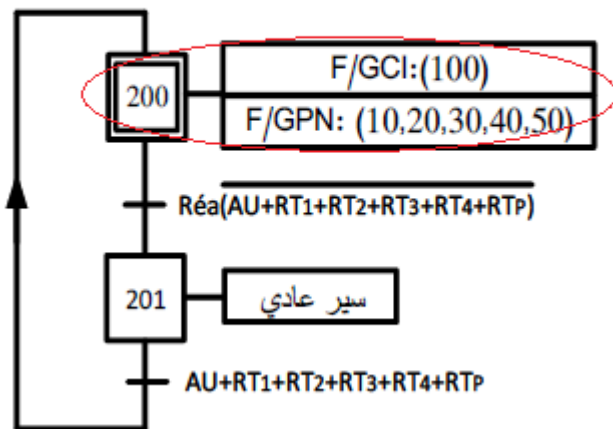 200
F/GCI:(100)
F/GPN: (10,20,30,40,50)
Réa(AU+RT1+RT2+RT3+RT4+RTP)
201
سير عادي
AU+RT1+RT2+RT3+RT4+RTP